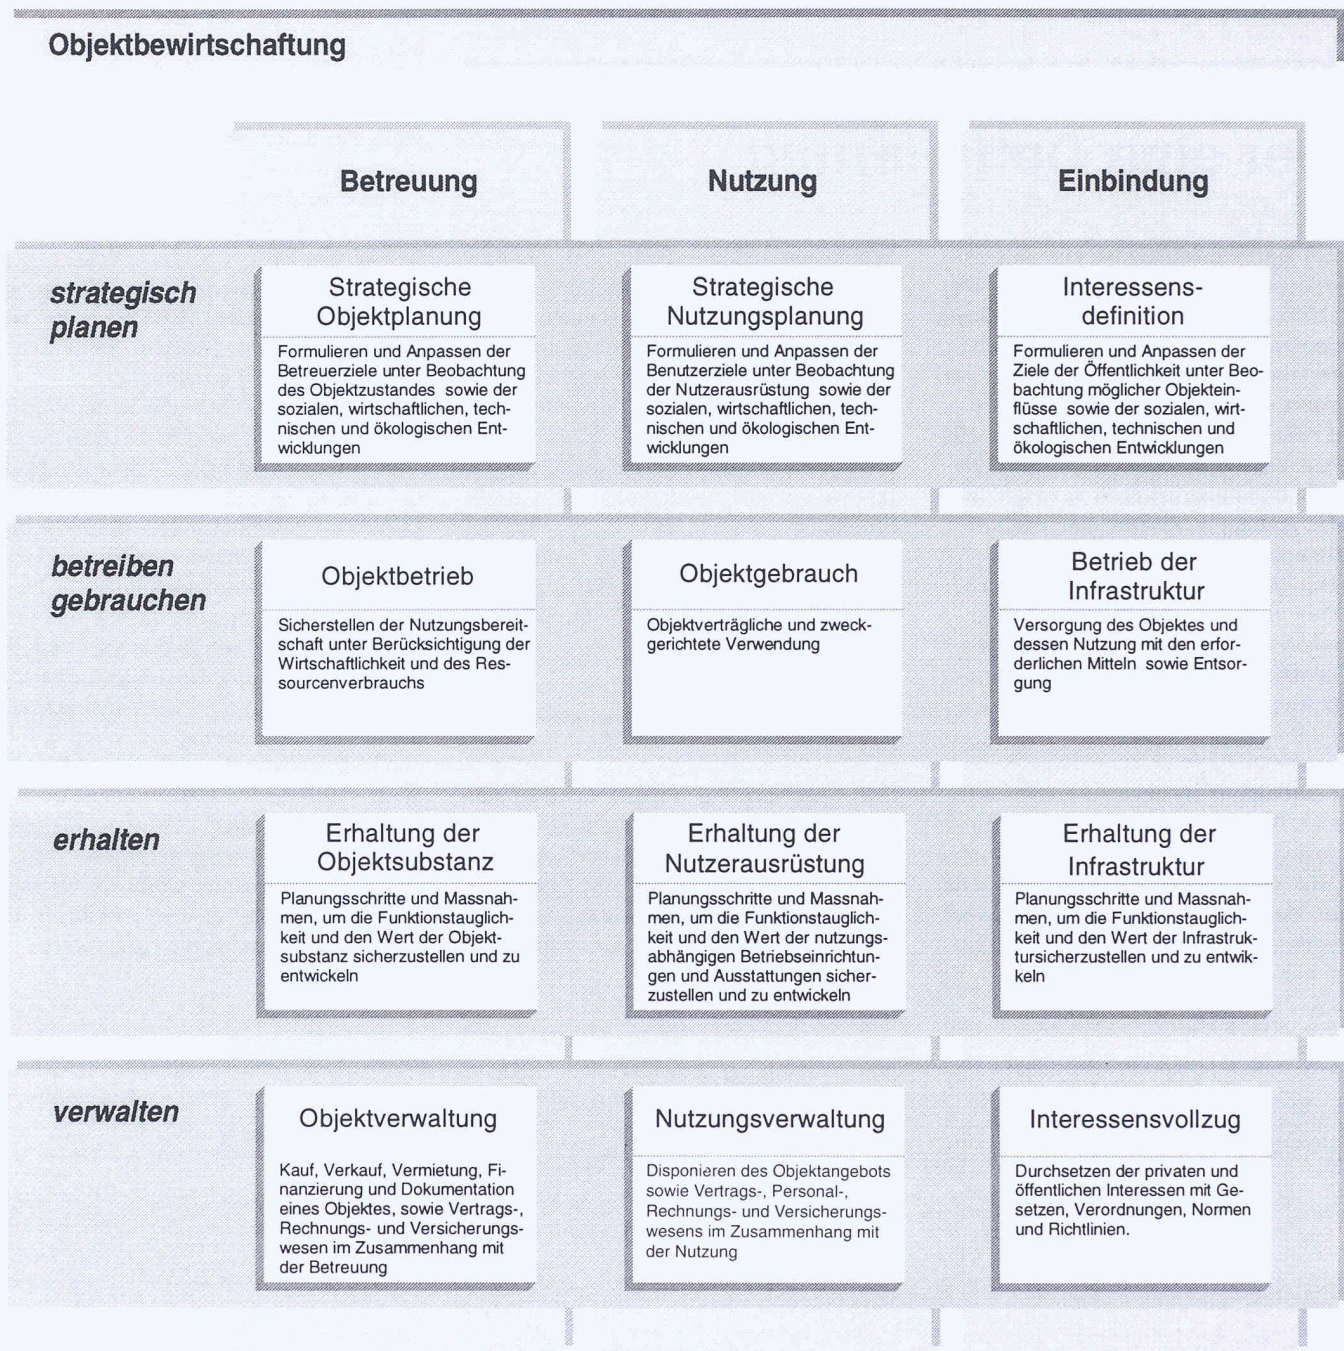 Objektbewirtschaftung
Betreuung
Nutzung
Einbindung
strategisch
planen
Strategische
Objektplanung
Formulieren und Anpassen der
Betreuerziele unter Beobachtung
des Objektzustandes sowie der
sozialen, wirtschaftlichen, tech-
nischen und ökologischen Ent-
wicklungen
Strategische
Nutzungsplanung
Formulieren und Anpassen der
Benutzerziele unter Beobachtung
der Nutzerausrüstung sowie der
sozialen, wirtschaftlichen, tech-
nischen und ökologischen Ent-
wicklungen
Interessens-
definition
Formulieren und Anpassen der
Ziele der Öffentlichkeit unter Beo-
bachtung möglicher Objektein-
flüsse sowie der sozialen, wirt-
schaftlichen, technischen und
ökologischen Entwicklungen
betreiben
gebrauchen
Objektbetrieb
Sicherstellen der Nutzungsbereit-
schaft unter Berücksichtigung der
Wirtschaftlichkeit und des Res-
sourcenverbrauchs
Objektgebrauch
Objektverträgliche und zweck-
gerichtete Verwendung
Betrieb der
Infrastruktur
Versorgung des Objektes und
dessen Nutzung mit den erfor-
derlichen Mitteln sowie Entsor-
gung
erhalten
Erhaltung der
Objektsubstanz
Planungsschritte und Massnah-
men, um die Funktionstauglich-
keit und den Wert der Objekt-
substanz sicherzustellen und zu
entwickeln
Erhaltung der
Nutzerausrüstung
Planungsschritte und Massnah-
men, um die Funktionstauglich-
keit und den Wert der nutzungs-
abhängigen Betriebseinrichtun-
gen und Ausstattungen sicher-
zustellen und zu entwickeln
Erhaltung der
Infrastruktur
Planungsschritte und Massnah-
men, um die Funktionstauglich-
keit und den Wert der Infrastruk-
tursicherzustellen und zu entwik-
keln
verwalten
Objektverwaltung
Kauf, Verkauf, Vermietung, Fi-
nanzierung und Dokumentation
eines Objektes, sowie Vertrags-,
Rechnungs- und Versicherungs-
wesen im Zusammenhang mit
der Betreuung
Nutzungsverwaltung
Disponieren des Objektangebots
sowie Vertrags-, Personal-,
Rechnungs- und Versicherungs-
wesens im Zusammenhang mit
der Nutzung
Interessensvollzug
Durchsetzen der privaten und
öffentlichen Interessen mit Ge-
setzen, Verordnungen, Normen
und Richtlinien.